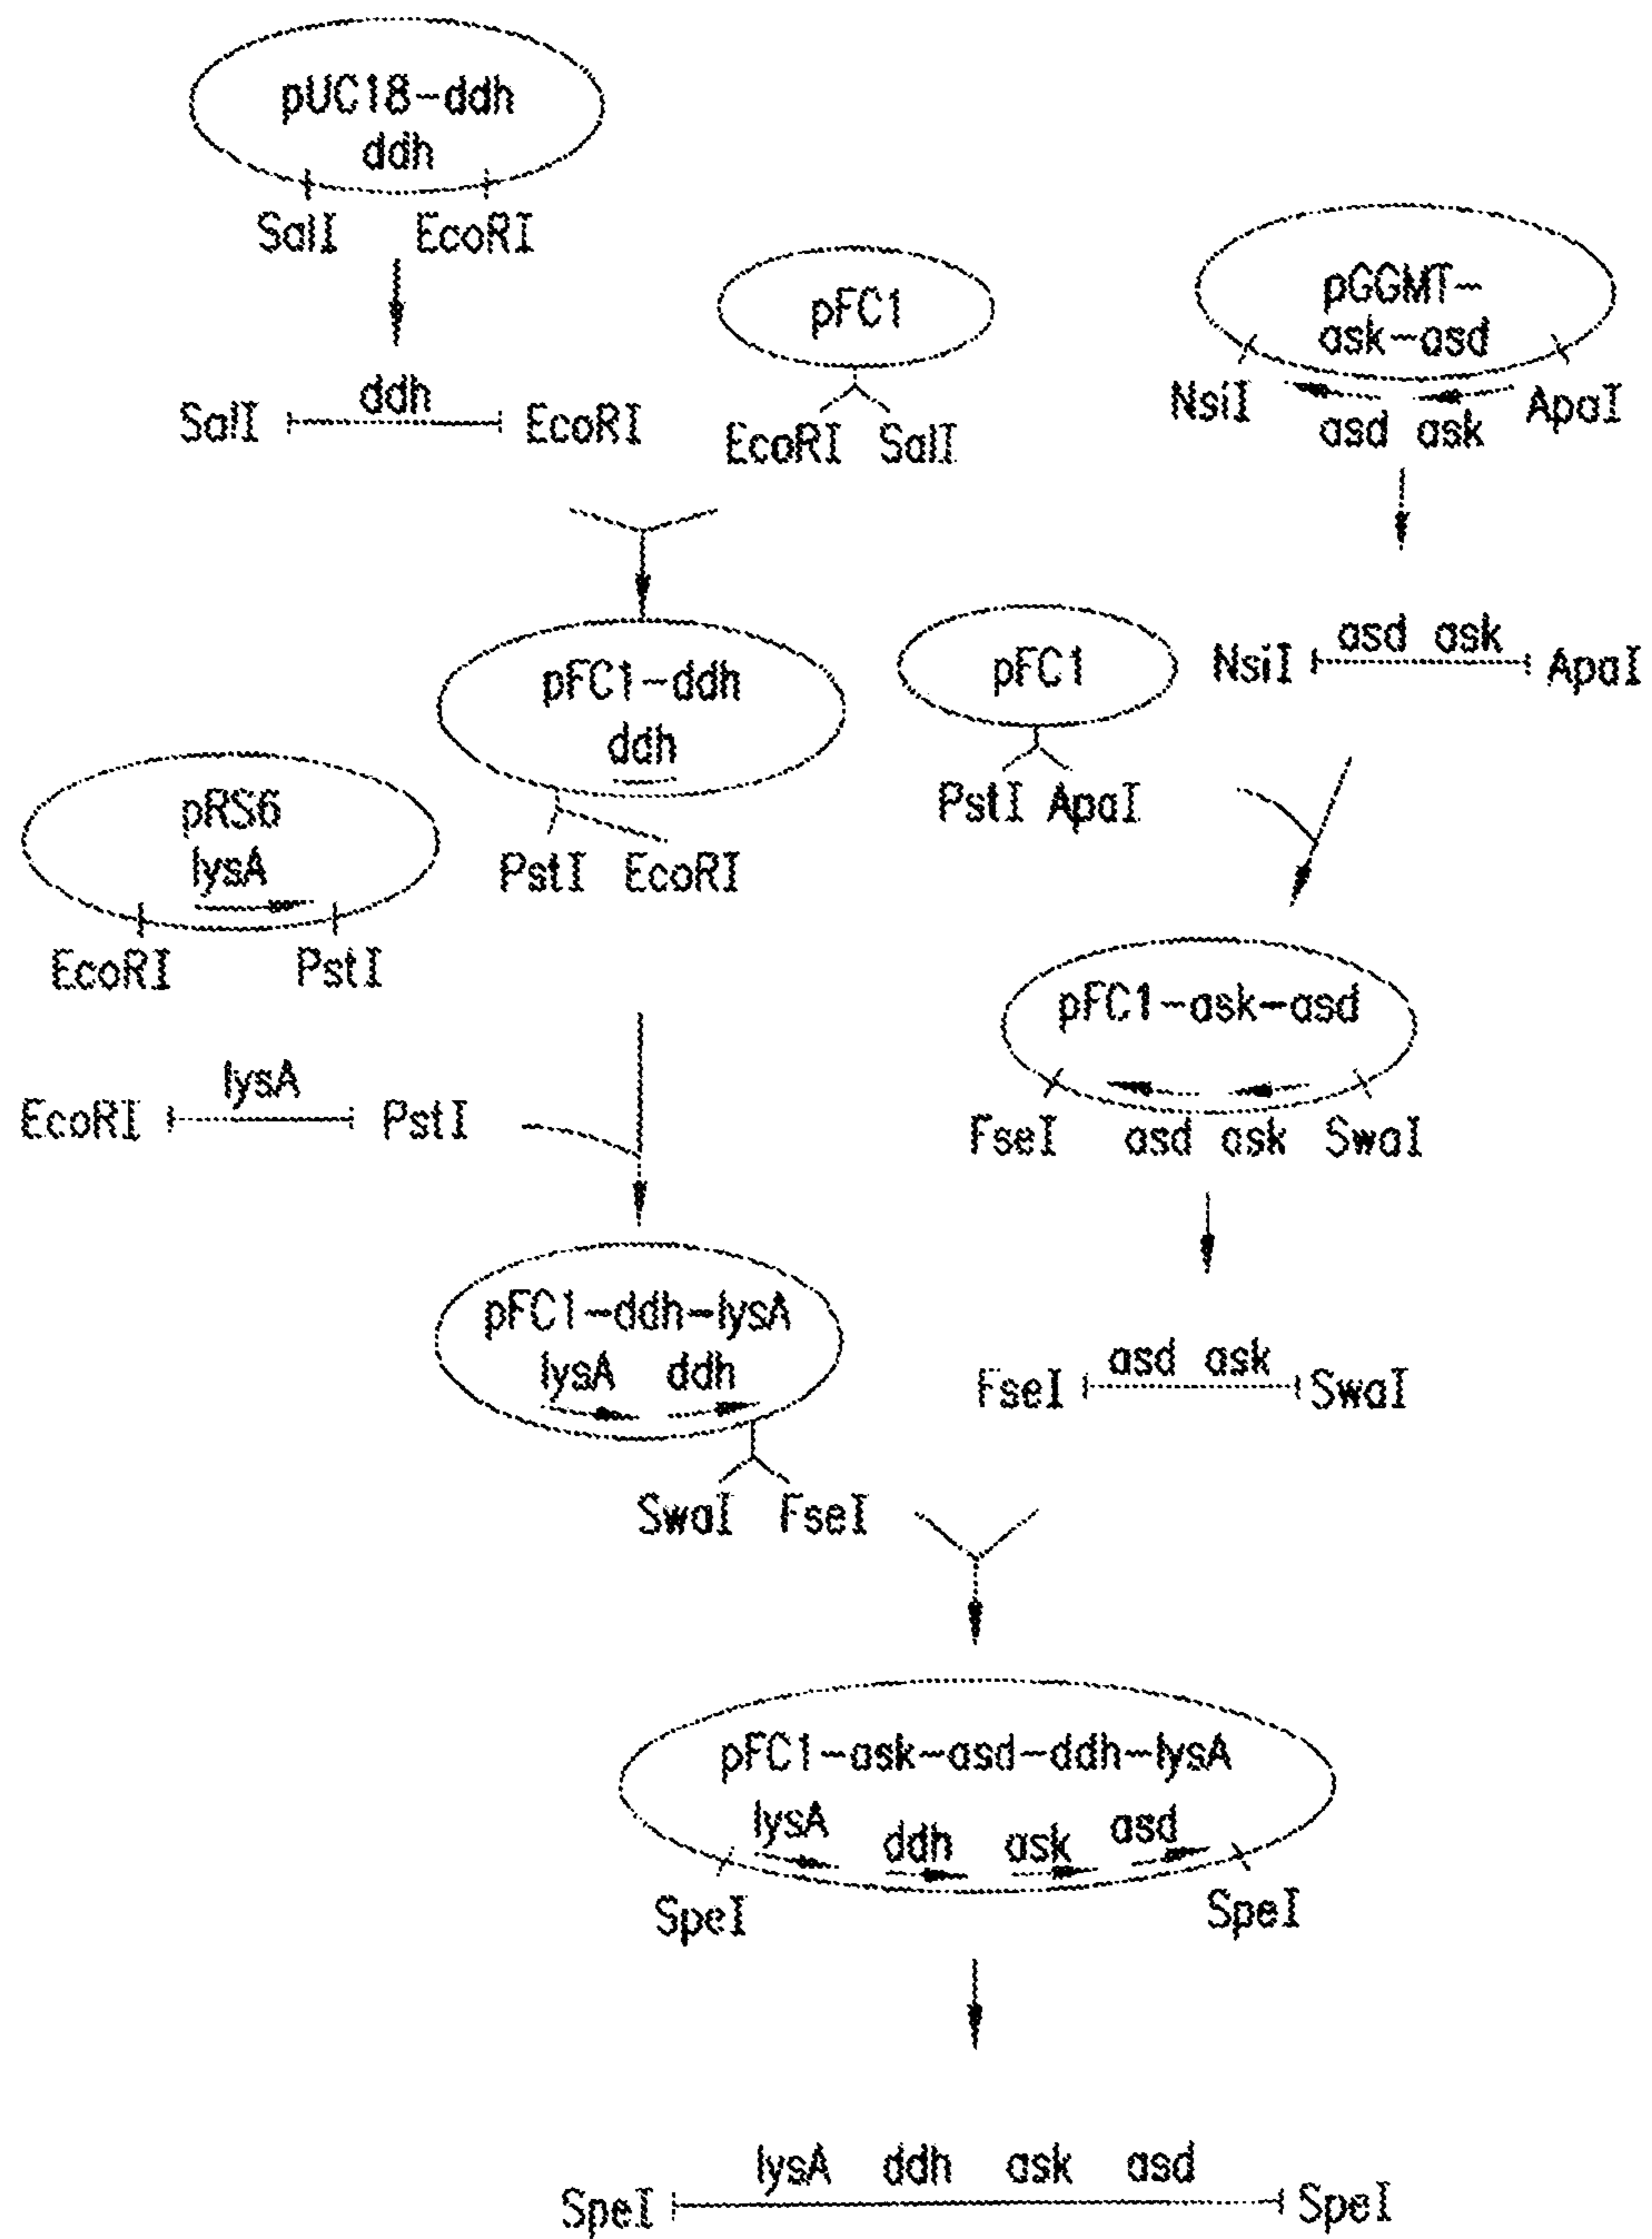 pUC18-ddh
ddh
SalI EcoRI
pFC1
EcoRI SalI
pGGMT-
ask-asd
NsiI ApaI
asd ask
SalI ddh EcoRI
pFC1
PstI ApaI
NsiI asd ask ApaI
pFC1-ddh
ddh
PstI EcoRI
pRS6
lysA
EcoRI PstI
pFC1-ask-asd
FseI asd ask SwaI
EcoRI lysA PstI
pFC1-ddh-lysA
lysA ddh
SwaI FseI
FseI asd ask SwaI
pFC1-ask-asd-ddh-lysA
lysA ddh ask asd
SpeI SpeI
lysA ddh ask asd
SpeI SpeI